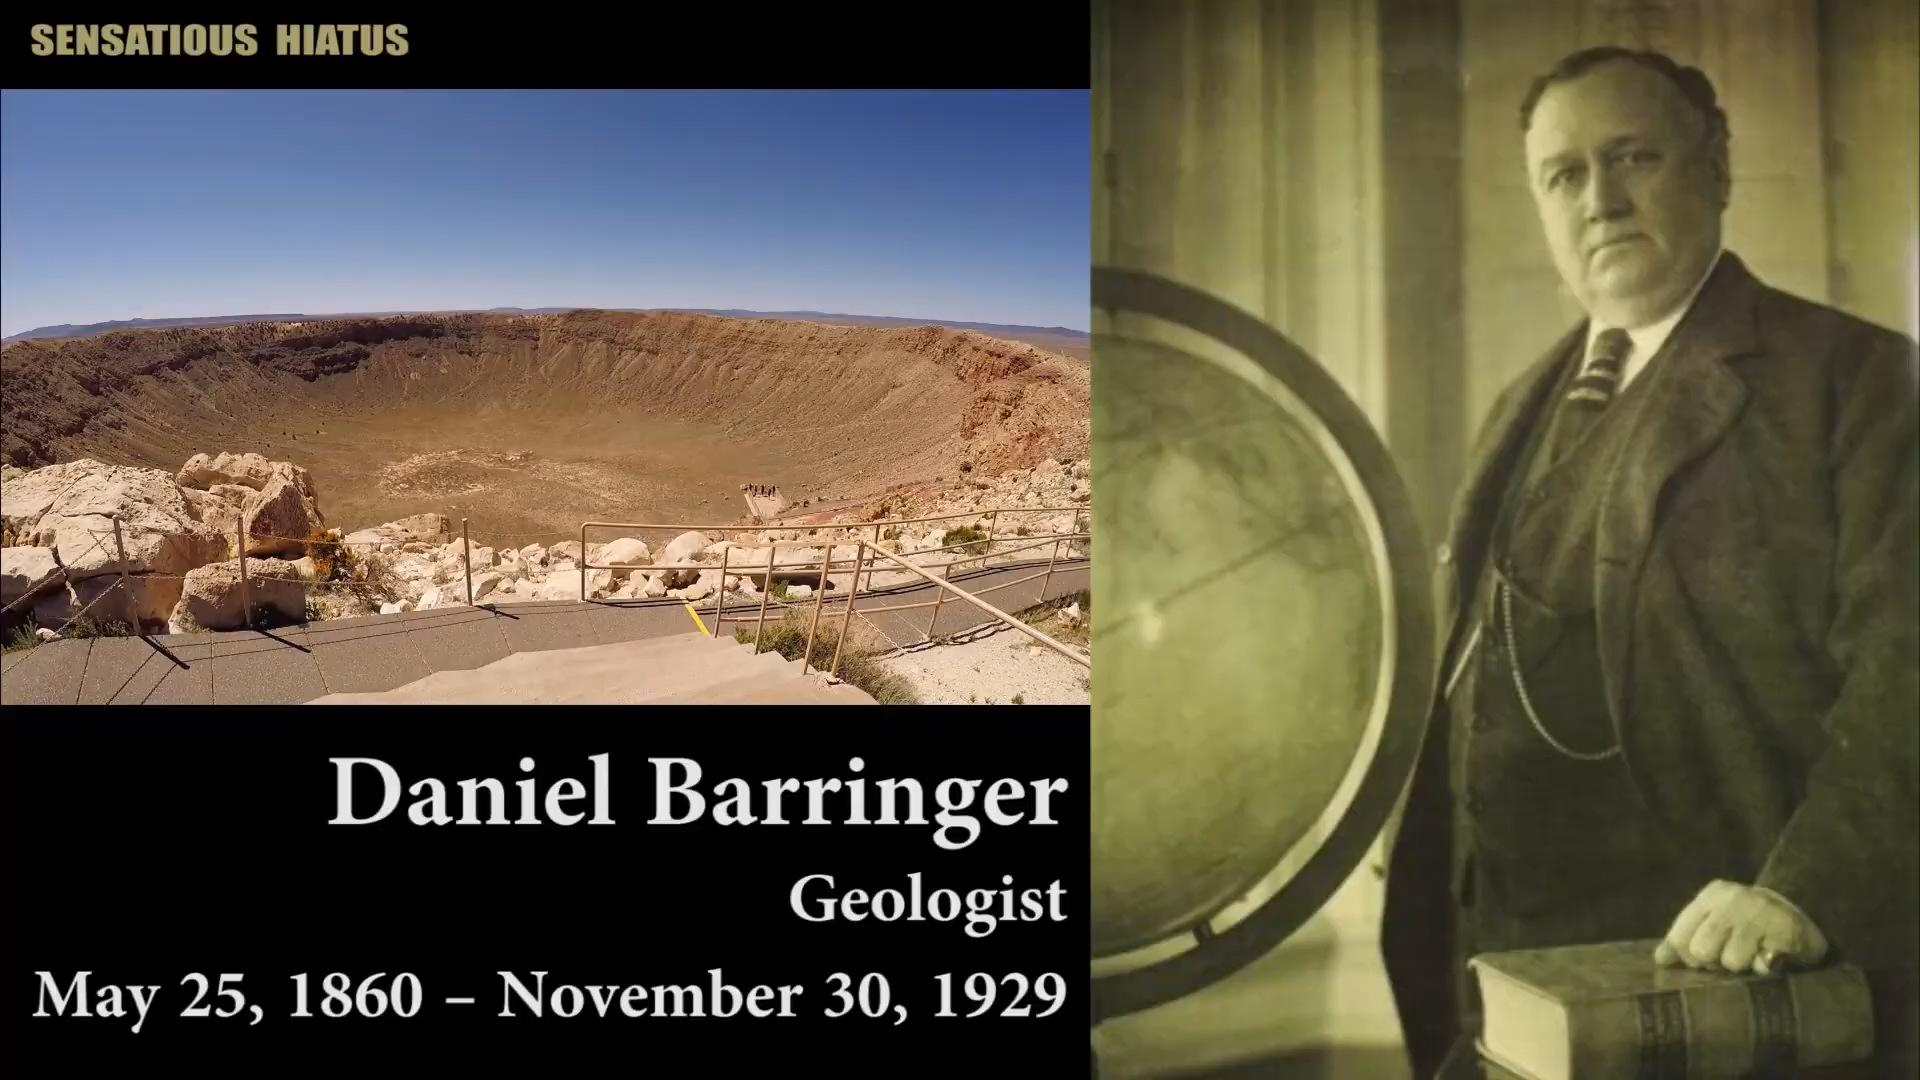 SENSATIOUS HIATUS
Daniel Barringer
Geologist
May 25, 1860 – November 30, 1929